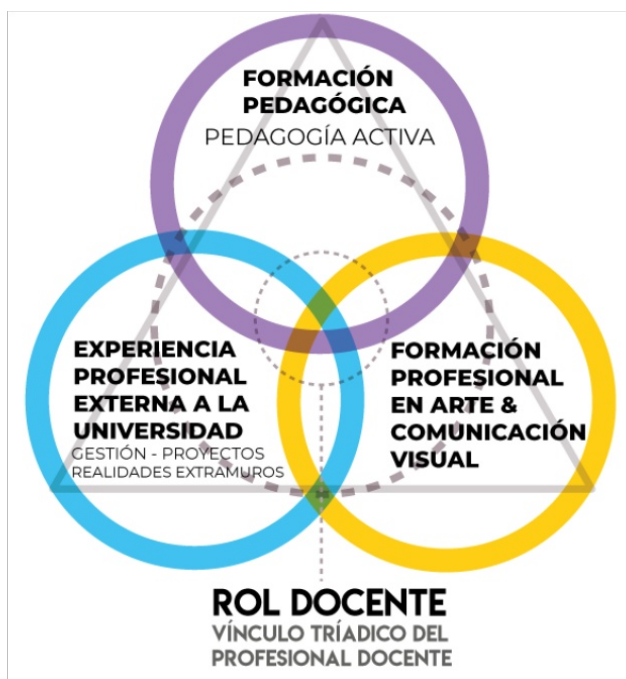 FORMACIÓN
PEDAGÓGICA
PEDAGOGÍA ACTIVA
EXPERIENCIA
PROFESIONAL
EXTERNA A LA
UNIVERSIDAD
GESTIÓN - PROYECTOS
REALIDADES EXTRAMUROS
FORMACIÓN
PROFESIONAL
EN ARTE &
COMUNICACIÓN
VISUAL
ROL DOCENTE
VÍNCULO TRÍADICO DEL
PROFESIONAL DOCENTE